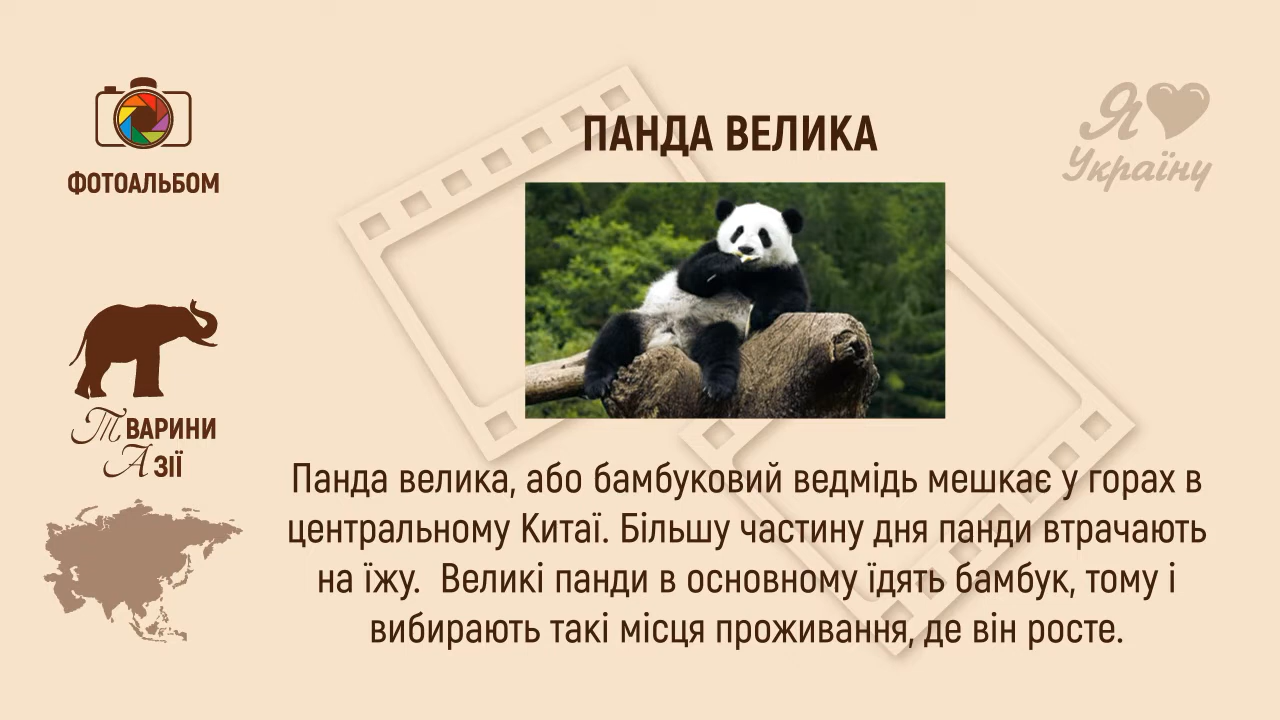 ФОТОАЛЬБОМ
Я
Україну
ПАНДА ВЕЛИКА
ТВАРИНИ
АЗІЇ
Панда велика, або бамбуковий ведмідь мешкає у горах в
центральному Китаї. Більшу частину дня панди втрачають
на їжу.  Великі панди в основному їдять бамбук, тому і
вибирають такі місця проживання, де він росте.